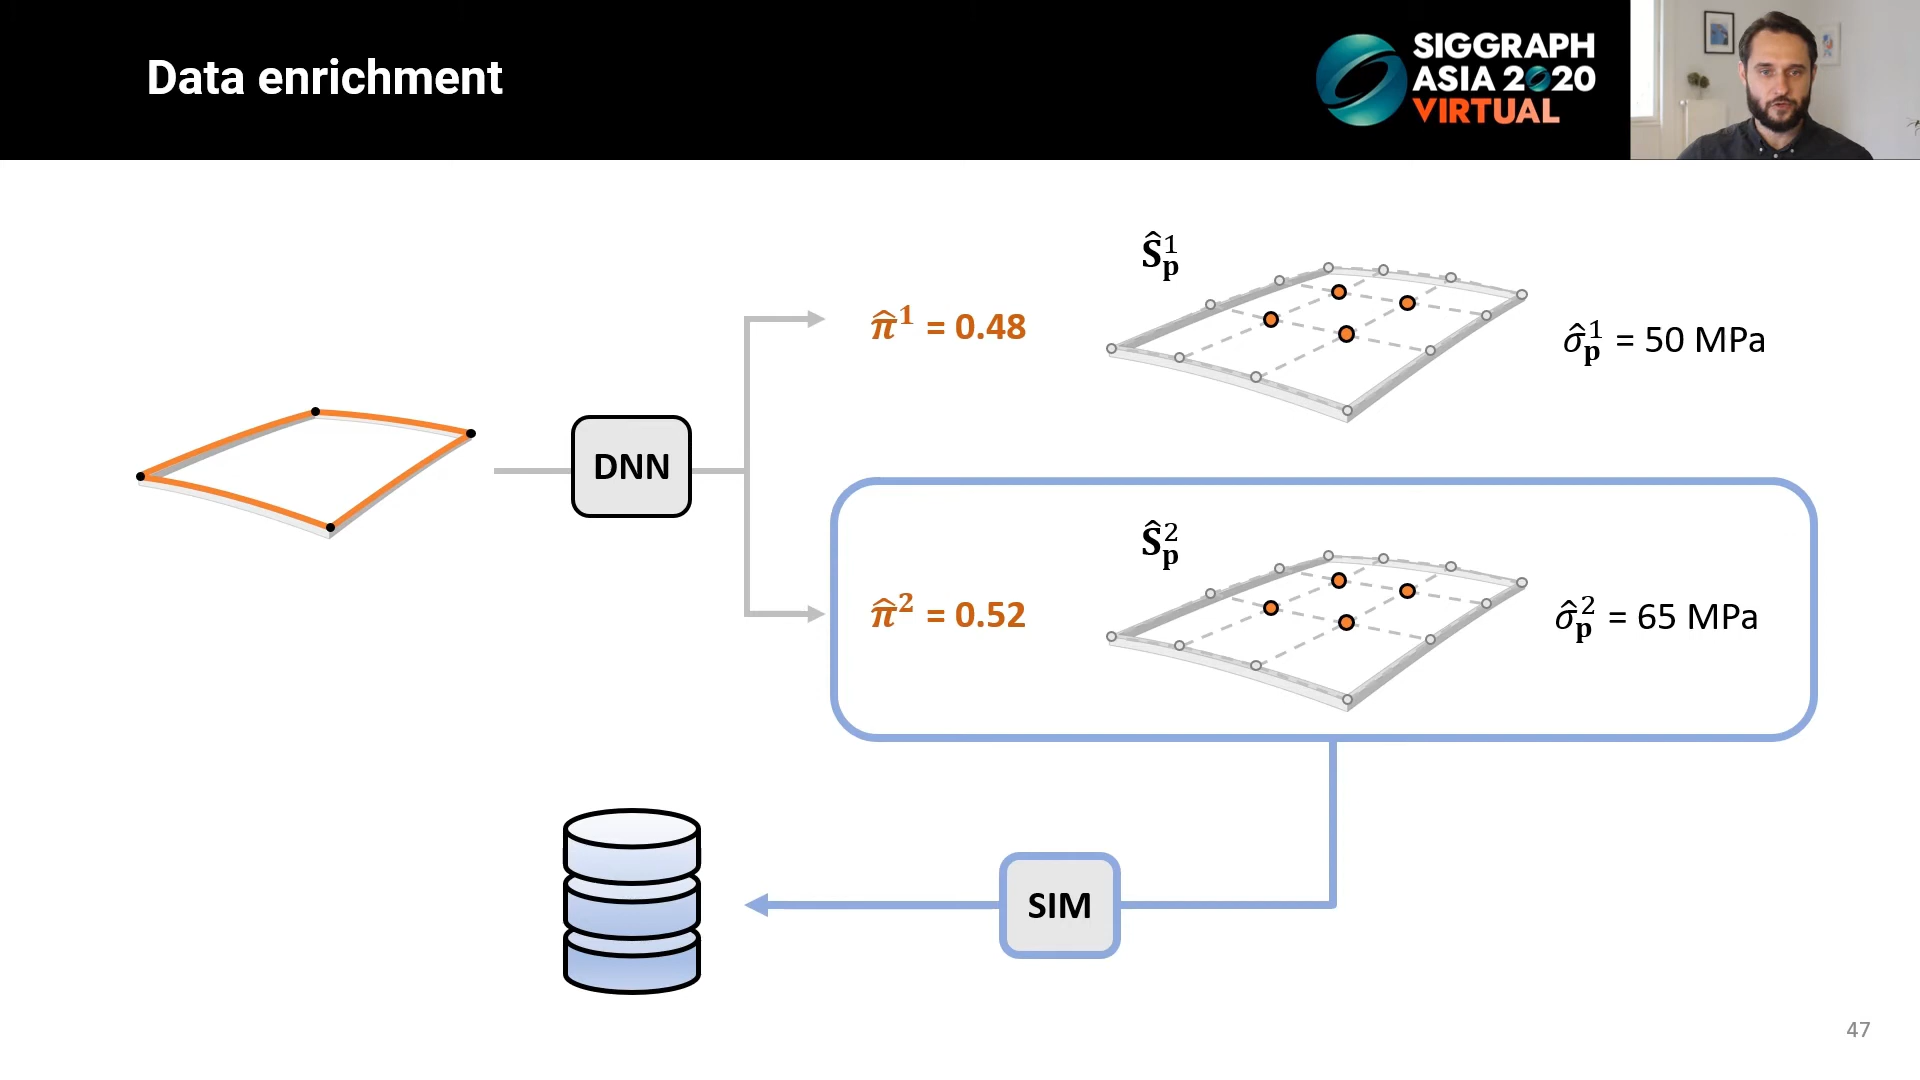 Data enrichment
SIGGRAPH
ASIA 2020
VIRTUAL
Ŝ¹ₚ
π̂¹ = 0.48
σ̂¹ₚ = 50 MPa
DNN
Ŝ²ₚ
π̂² = 0.52
σ̂²ₚ = 65 MPa
SIM
47